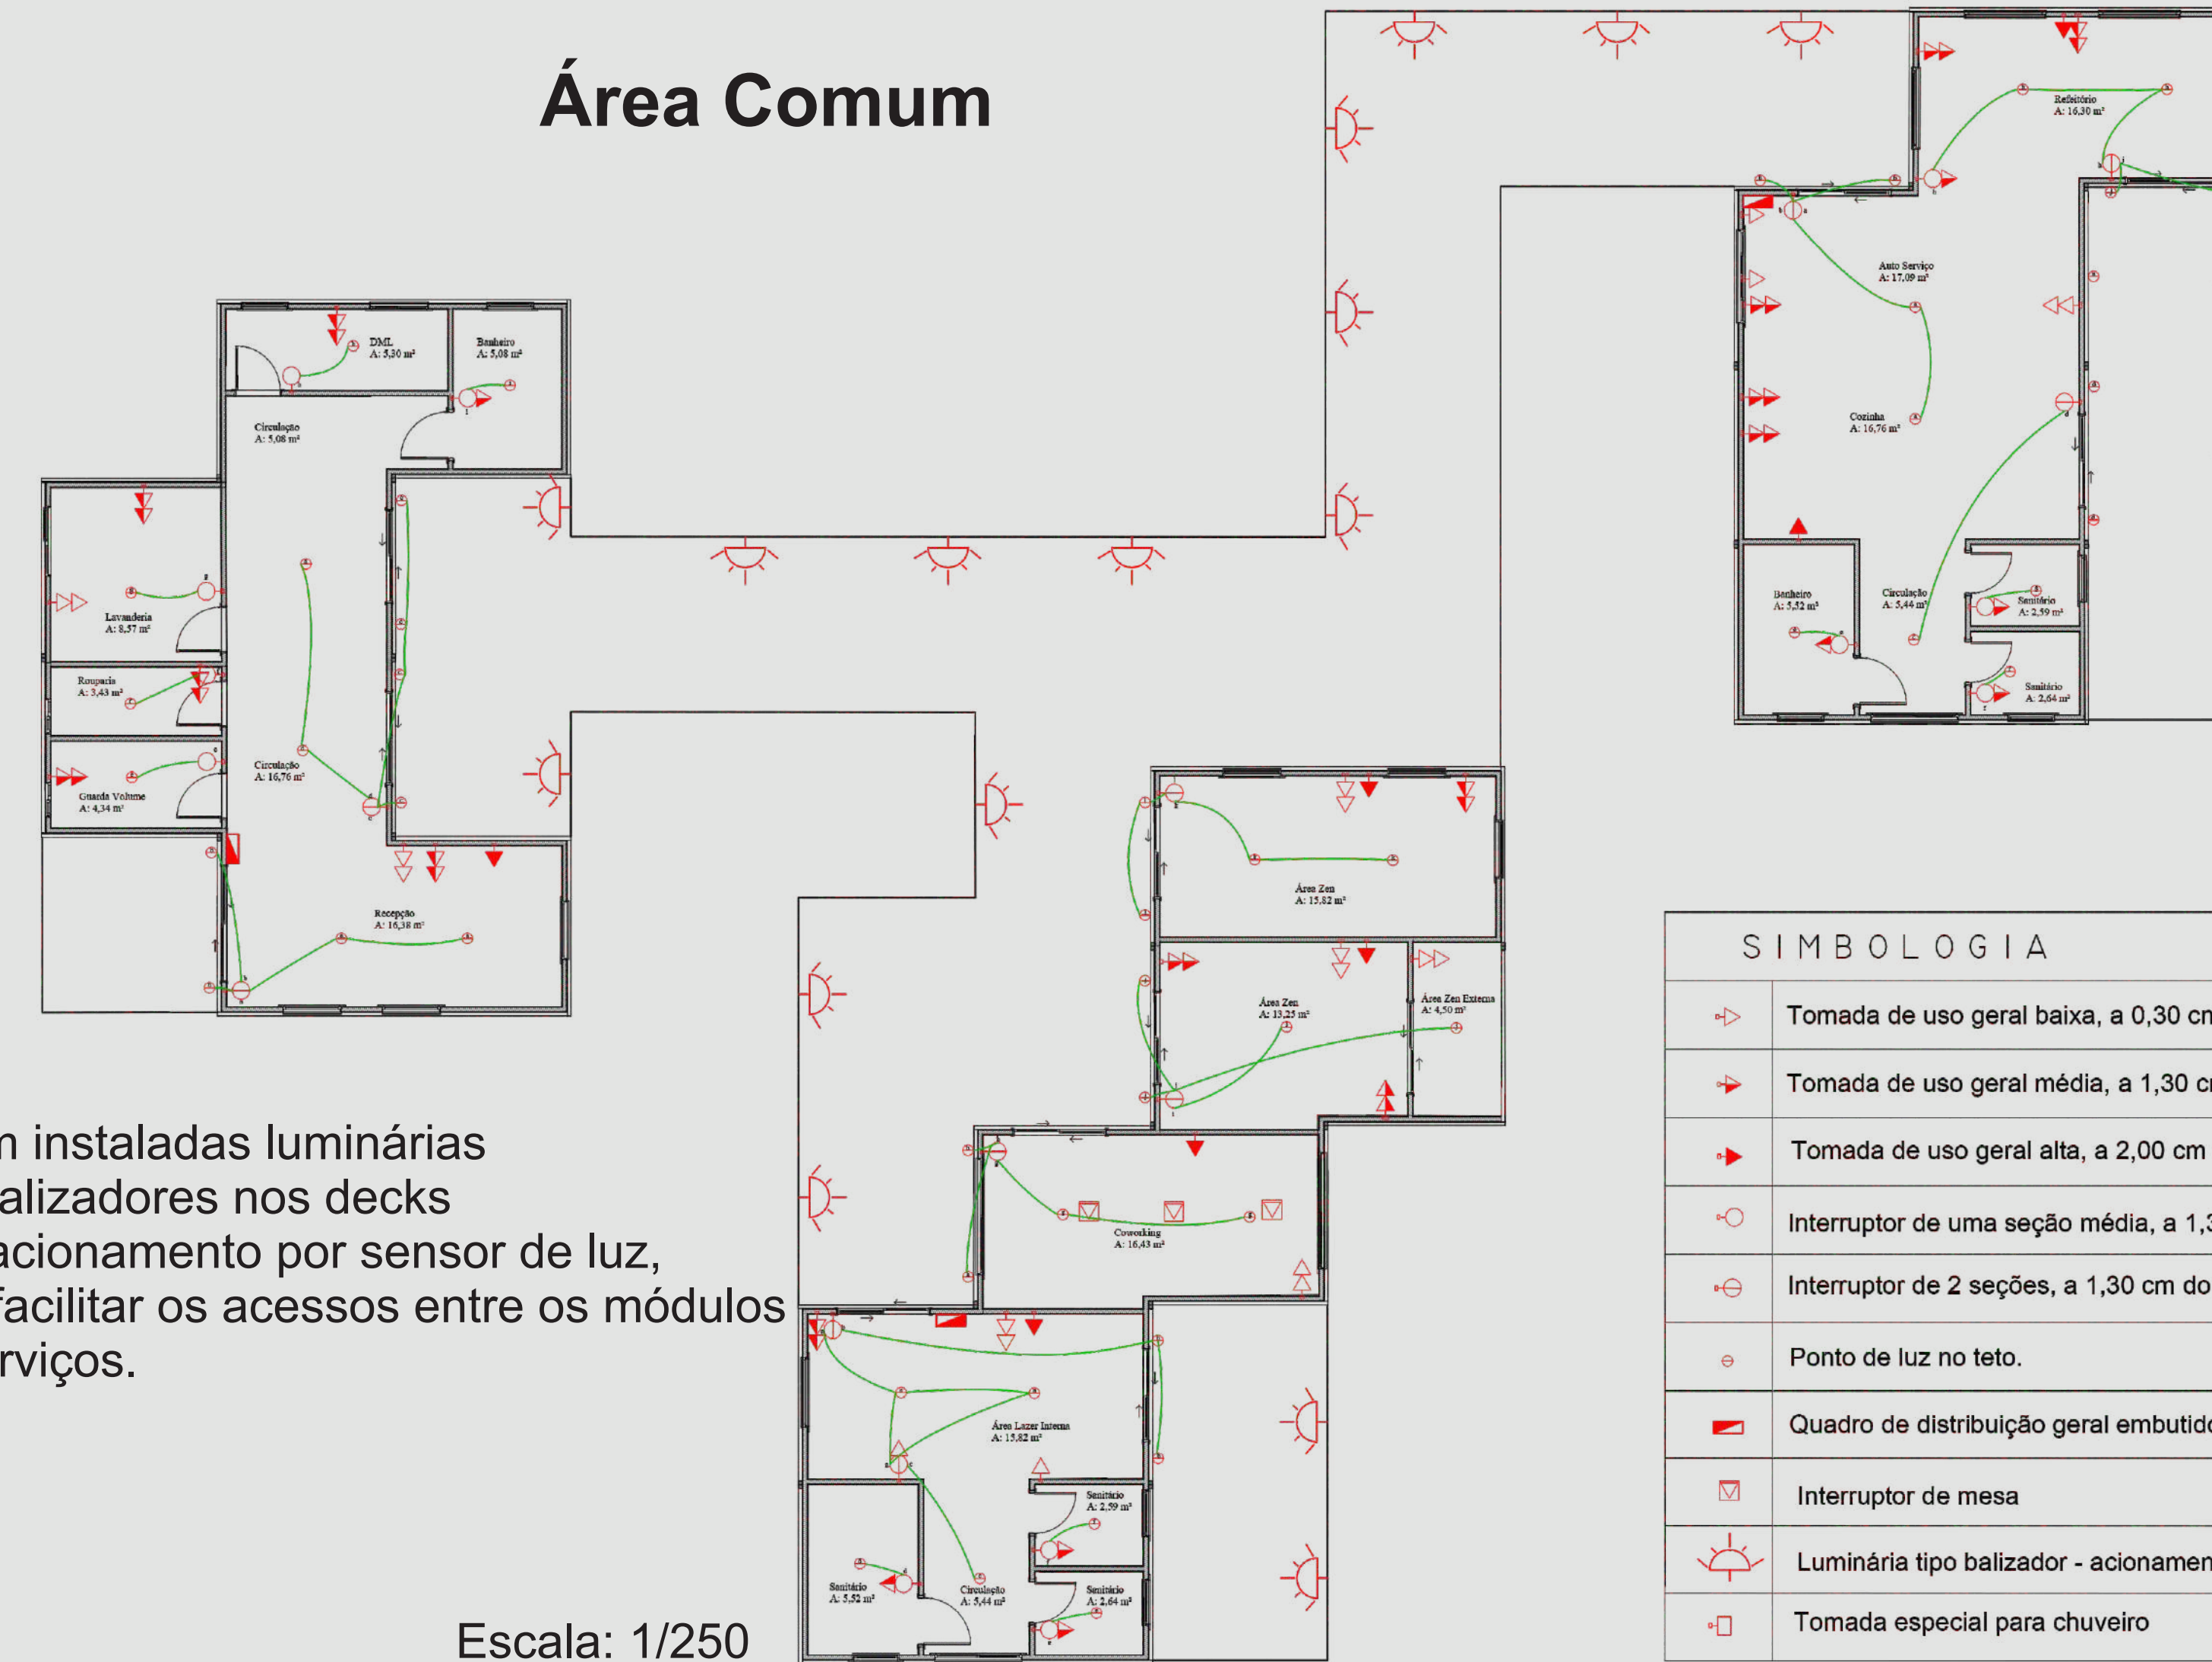 Área Comum
Refeitório
A: 16,30 m²
Auto Serviço
A: 17,09 m²
Cozinha
A: 16,76 m²
Banheiro
A: 5,52 m²
Circulação
A: 5,44 m²
Sanitário
A: 2,59 m²
Sanitário
A: 2,64 m²
DML
A: 5,30 m²
Banheiro
A: 5,08 m²
Circulação
A: 5,08 m²
Lavanderia
A: 8,57 m²
Rouparia
A: 3,43 m²
Guarda Volume
A: 4,34 m²
Circulação
A: 16,76 m²
Recepção
A: 16,38 m²
Área Zen
A: 15,82 m²
Área Zen
A: 13,25 m²
Área Zen Externa
A: 4,50 m²
Coworking
A: 16,43 m²
Área Lazer Interna
A: 15,82 m²
Sanitário
A: 2,59 m²
Sanitário
A: 5,52 m²
Circulação
A: 5,44 m²
Sanitário
A: 2,64 m²
m instaladas luminárias
alizadores nos decks
acionamento por sensor de luz,
facilitar os acessos entre os módulos
rviços.
Escala: 1/250
SIMBOLOGIA
Tomada de uso geral baixa, a 0,30 cm
Tomada de uso geral média, a 1,30 c
Tomada de uso geral alta, a 2,00 cm
Interruptor de uma seção média, a 1,3
Interruptor de 2 seções, a 1,30 cm do
Ponto de luz no teto.
Quadro de distribuição geral embutido
Interruptor de mesa
Luminária tipo balizador - acionamen
Tomada especial para chuveiro